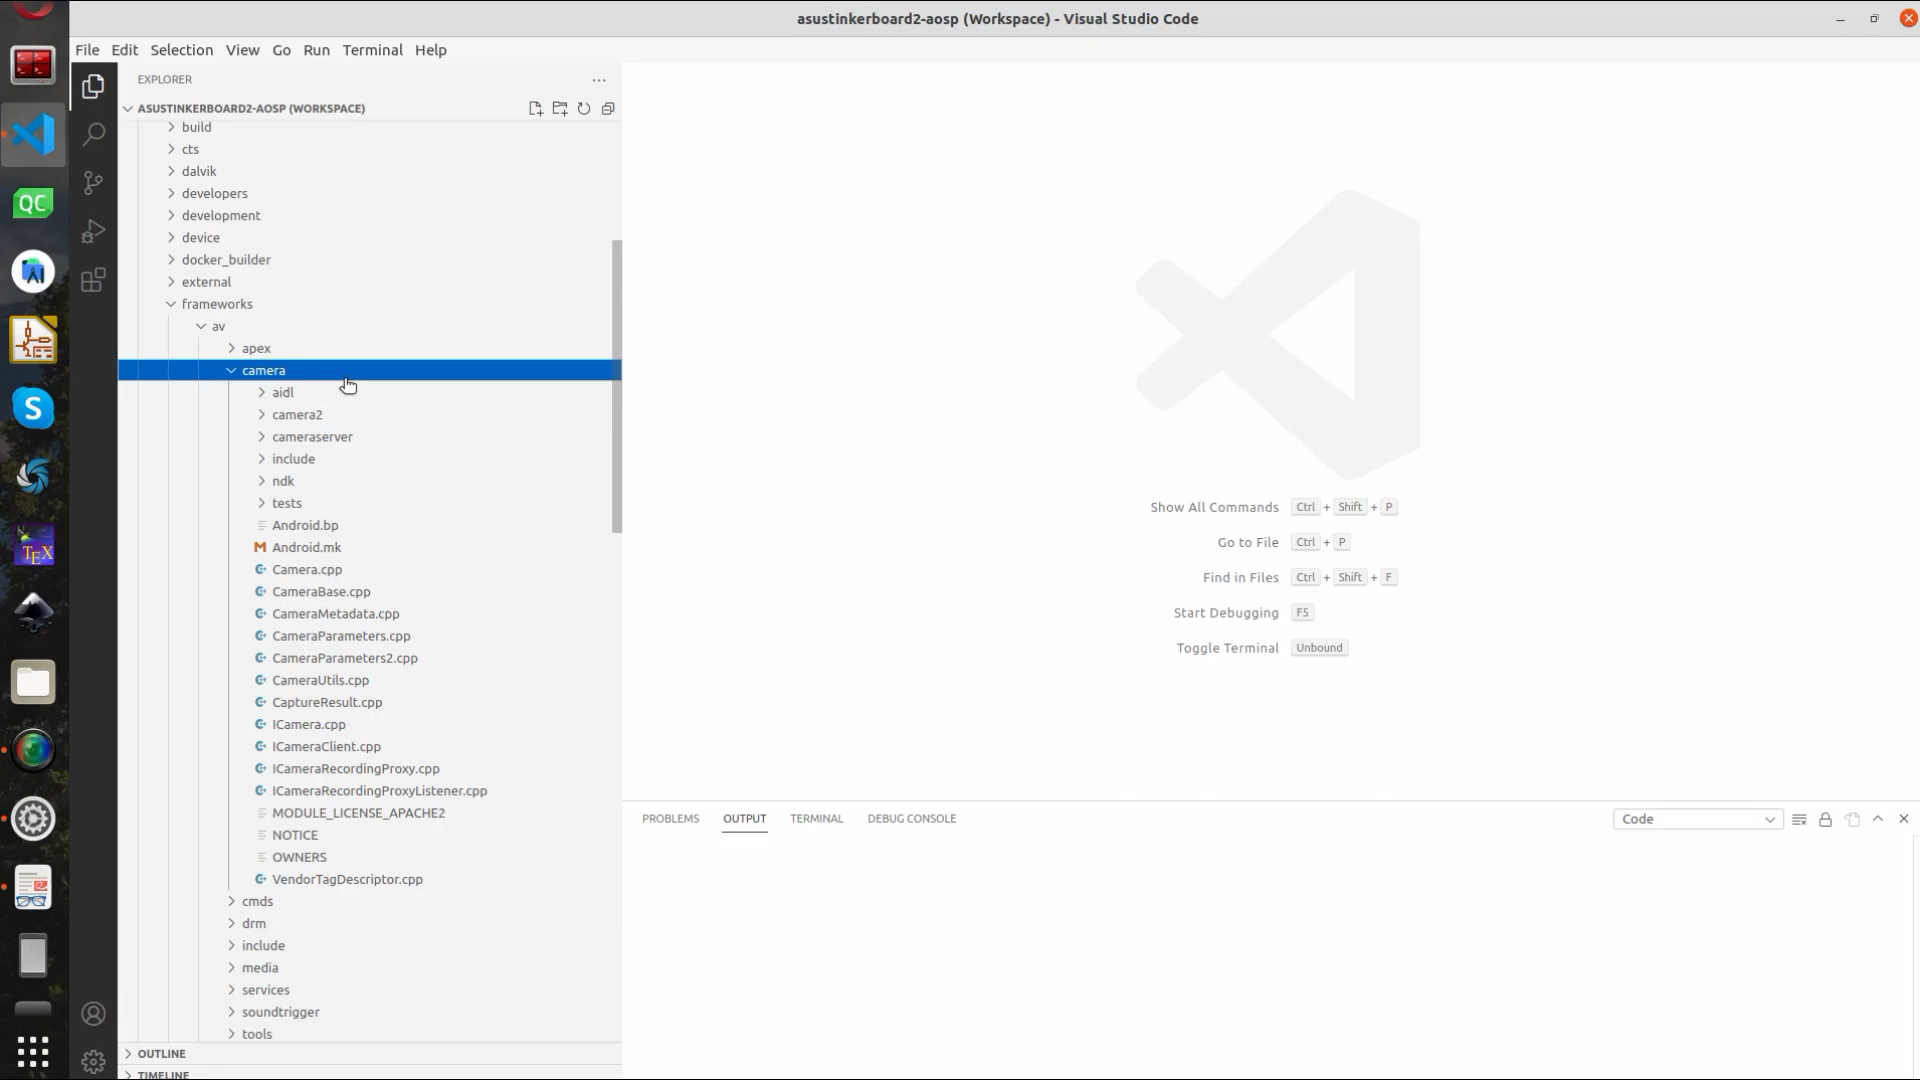 asustinkerboard2-aosp (Workspace) - Visual Studio Code
File Edit Selection View Go Run Terminal Help
EXPLORER
ASUSTINKERBOARD2-AOSP (WORKSPACE)
build
cts
dalvik
developers
development
device
docker_builder
external
frameworks
av
apex
camera
aidl
camera2
cameraserver
include
ndk
tests
Android.bp
M Android.mk
Camera.cpp
CameraBase.cpp
CameraMetadata.cpp
CameraParameters.cpp
CameraParameters2.cpp
CameraUtils.cpp
CaptureResult.cpp
ICamera.cpp
ICameraClient.cpp
ICameraRecordingProxy.cpp
ICameraRecordingProxyListener.cpp
MODULE_LICENSE_APACHE2
NOTICE
OWNERS
VendorTagDescriptor.cpp
cmds
drm
include
media
services
soundtrigger
tools
OUTLINE
TIMELINE
Show All Commands Ctrl + Shift + P
Go to File Ctrl + P
Find in Files Ctrl + Shift + F
Start Debugging F5
Toggle Terminal Unbound
PROBLEMS OUTPUT TERMINAL DEBUG CONSOLE Code
QC
TEX
S